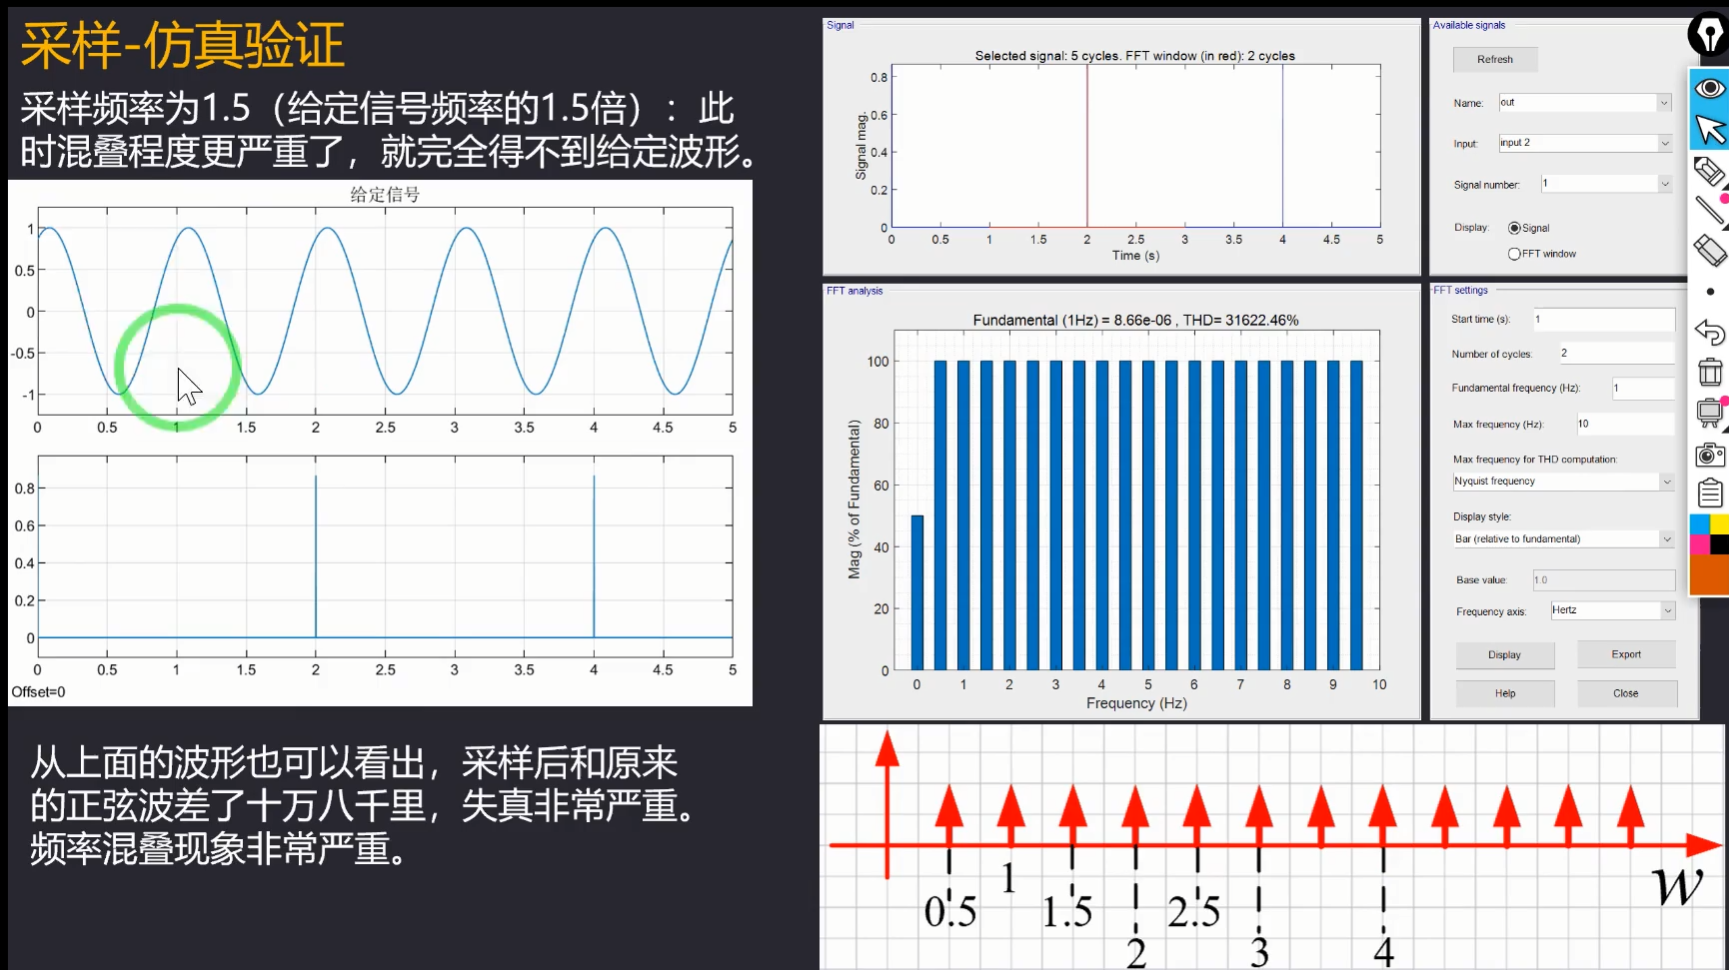 采样-仿真验证
采样频率为1.5（给定信号频率的1.5倍）：此
时混叠程度更严重了，就完全得不到给定波形。
给定信号
1
0.5
0
-0.5
-1
0 0.5 1 1.5 2 2.5 3 3.5 4 4.5 5
0.8
0.6
0.4
0.2
0
0 0.5 1 1.5 2 2.5 3 3.5 4 4.5 5
Offset=0
从上面的波形也可以看出，采样后和原来
的正弦波差了十万八千里，失真非常严重。
频率混叠现象非常严重。
Signal
Selected signal: 5 cycles. FFT window (in red): 2 cycles
Signal mag.
0.8
0.6
0.4
0.2
0
0 0.5 1 1.5 2 2.5 3 3.5 4 4.5 5
Time (s)
FFT analysis
Fundamental (1Hz) = 8.66e-06 , THD= 31622.46%
Mag (% of Fundamental)
100
80
60
40
20
0
0 1 2 3 4 5 6 7 8 9 10
Frequency (Hz)
Available signals
Refresh
Name: out
Input: input 2
Signal number: 1
Display: Signal
FFT window
FFT settings
Start time (s): 1
Number of cycles: 2
Fundamental frequency (Hz): 1
Max frequency (Hz): 10
Max frequency for THD computation:
Nyquist frequency
Display style:
Bar (relative to fundamental)
Base value: 1.0
Frequency axis: Hertz
Display Export
Help Close
0.5 1 1.5 2 2.5 3 4 w